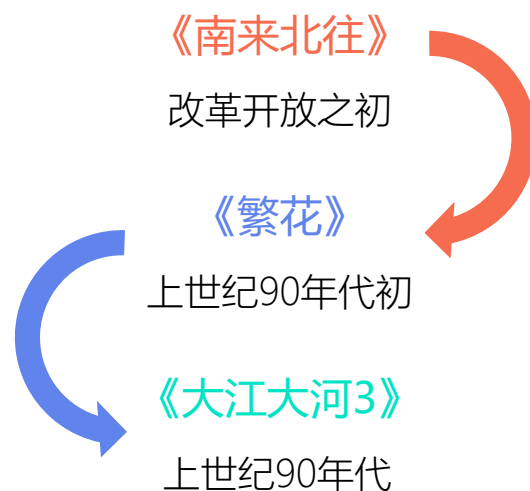 《南来北往》
改革开放之初
《繁花》
上世纪90年代初
《大江大河3》
上世纪90年代